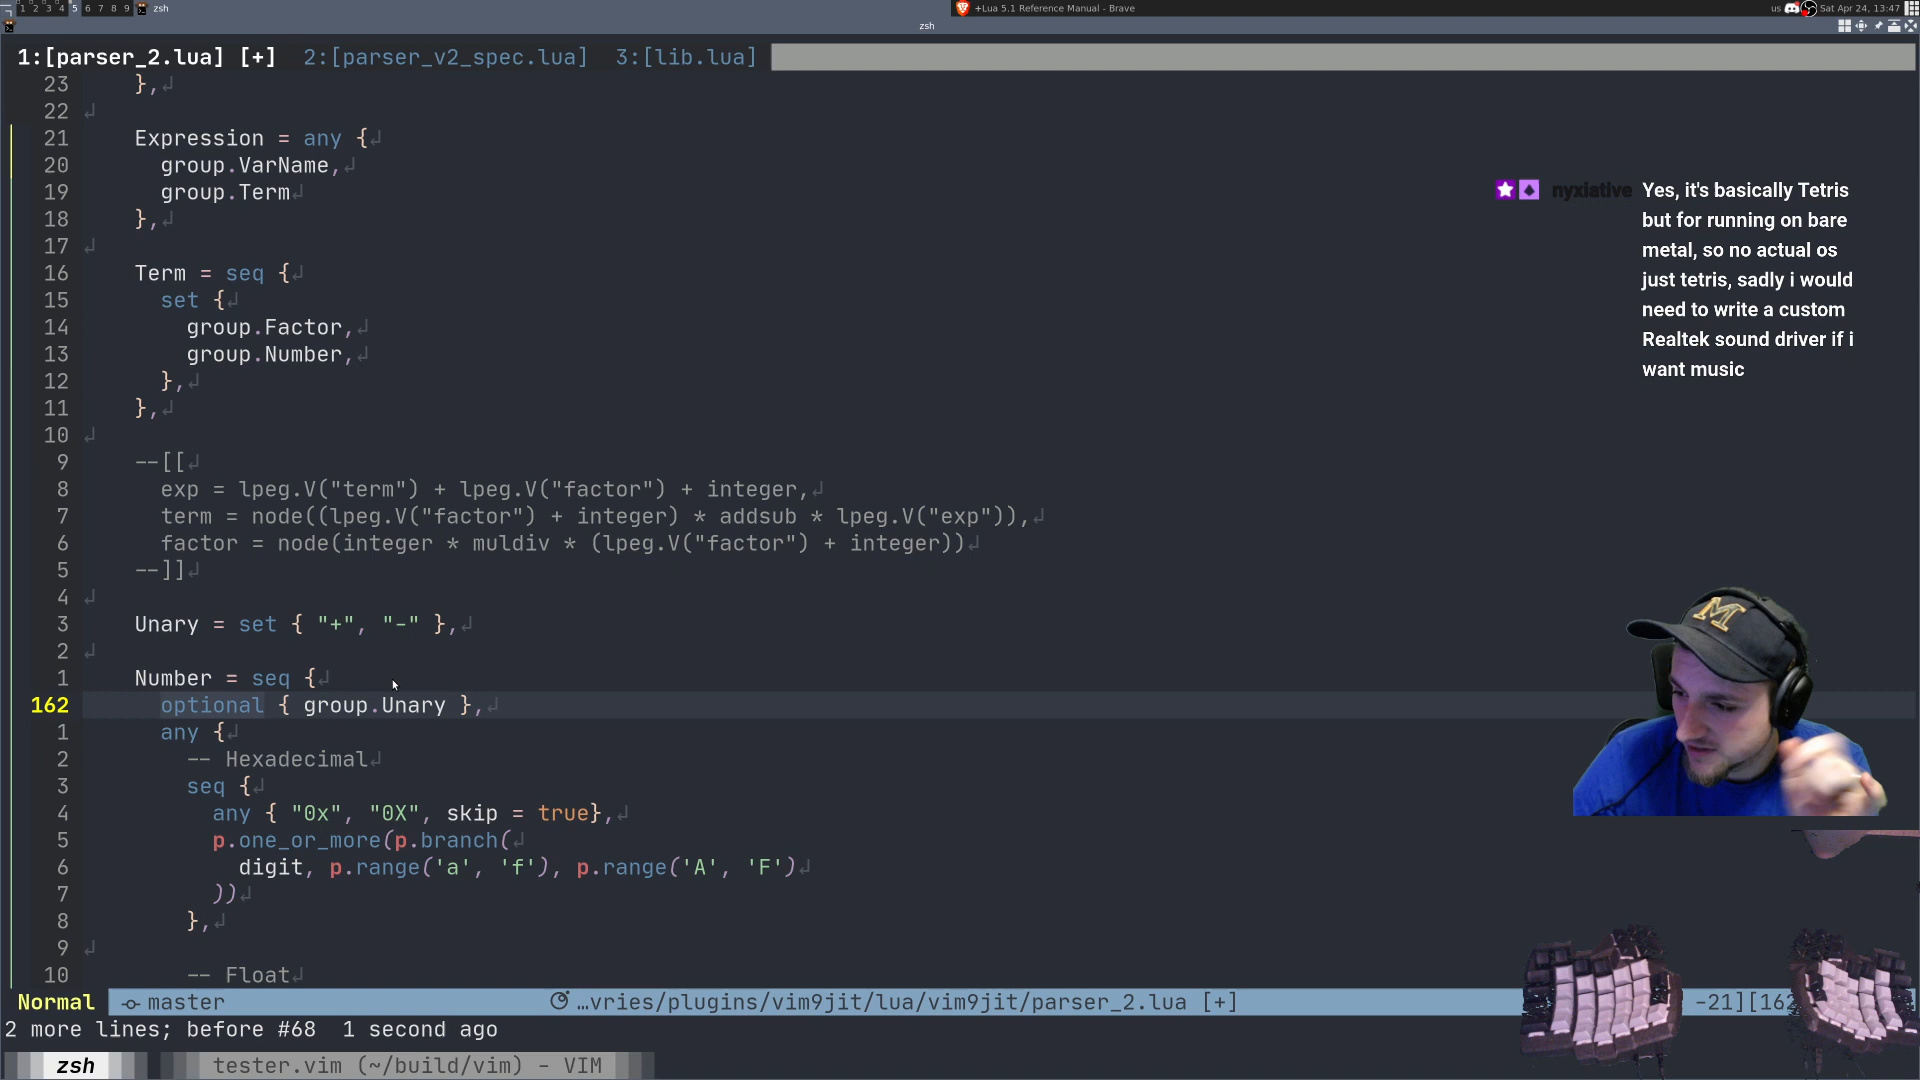 1 2 3 4 5 6 7 8 9 zsh
+Lua 5.1 Reference Manual - Brave
us Sat Apr 24, 13:47
zsh
1:[parser_2.lua] [+] 2:[parser_v2_spec.lua] 3:[lib.lua]
23 },↲
22 ↲
21 Expression = any {↲
20 group.VarName,↲
19 group.Term↲
18 },↲
17 ↲
16 Term = seq {↲
15 set {↲
14 group.Factor,↲
13 group.Number,↲
12 },↲
11 },↲
10 ↲
9 --[[↲
8 exp = lpeg.V("term") + lpeg.V("factor") + integer,↲
7 term = node((lpeg.V("factor") + integer) * addsub * lpeg.V("exp")),↲
6 factor = node(integer * muldiv * (lpeg.V("factor") + integer))↲
5 --]]↲
4 ↲
3 Unary = set { "+", "-" },↲
2 ↲
1 Number = seq {↲
162 optional { group.Unary },↲
1 any {↲
2 -- Hexadecimal↲
3 seq {↲
4 any { "0x", "0X", skip = true},↲
5 p.one_or_more(p.branch(↲
6 digit, p.range('a', 'f'), p.range('A', 'F')↲
7 ))↲
8 },↲
9 ↲
10 -- Float↲
nyxiative Yes, it's basically Tetris
but for running on bare
metal, so no actual os
just tetris, sadly i would
need to write a custom
Realtek sound driver if i
want music
M
Normal master …vries/plugins/vim9jit/lua/vim9jit/parser_2.lua [+] -21][162
2 more lines; before #68 1 second ago
zsh tester.vim (~/build/vim) - VIM